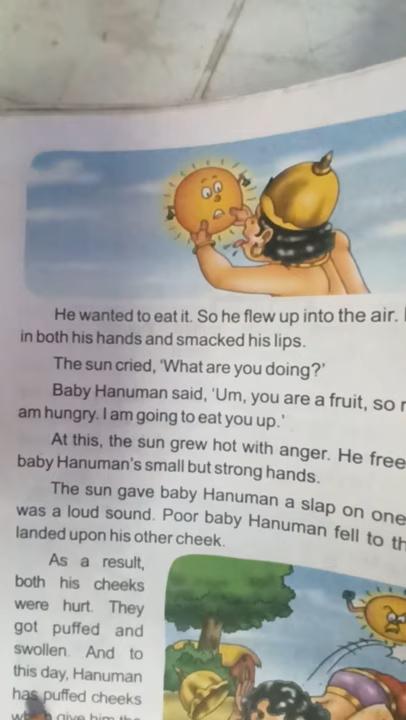 He wanted to eat it. So he flew up into the air.
in both his hands and smacked his lips.
The sun cried, 'What are you doing?'
Baby Hanuman said, 'Um, you are a fruit, so
am hungry. I am going to eat you up.'
At this, the sun grew hot with anger. He free
baby Hanuman's small but strong hands.
The sun gave baby Hanuman a slap on one
was a loud sound. Poor baby Hanuman fell to th
landed upon his other cheek.
As a result,
both his cheeks
were hurt. They
got puffed and
swollen. And to
this day, Hanuman
has puffed cheeks
give him the